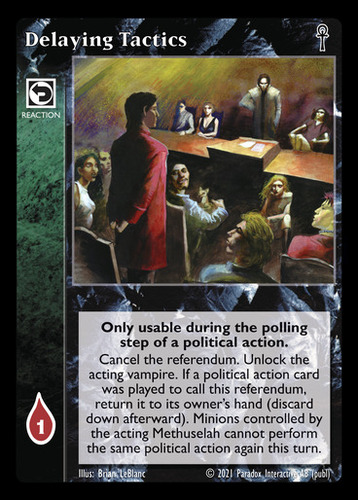 Delaying Tactics
REACTION
Only usable during the polling
step of a political action.
Cancel the referendum. Unlock the
acting vampire. If a political action card
was played to call this referendum,
return it to its owner's hand (discard
down afterward). Minions controlled by
the acting Methuselah cannot perform
the same political action again this turn.
1
Illus: Brian LeBlanc
© 2021 Paradox Interactive AB (publ)